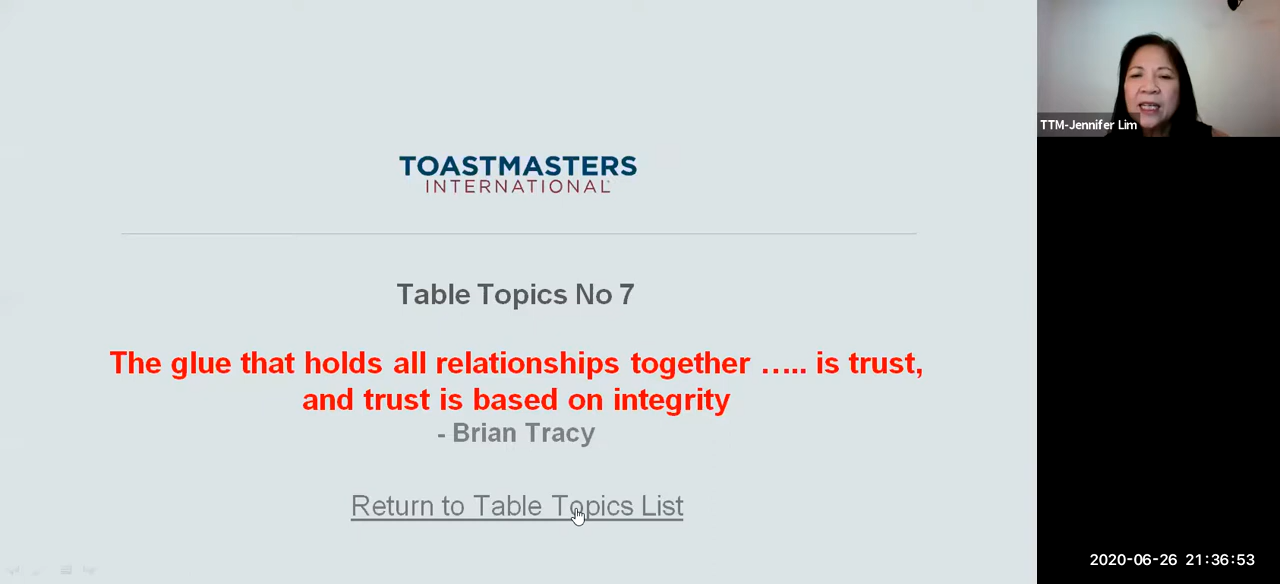 TOASTMASTERS
INTERNATIONAL
Table Topics No 7
The glue that holds all relationships together ….. is trust,
and trust is based on integrity
- Brian Tracy
Return to Table Topics List
TTM-Jennifer Lim
2020-06-26 21:36:53